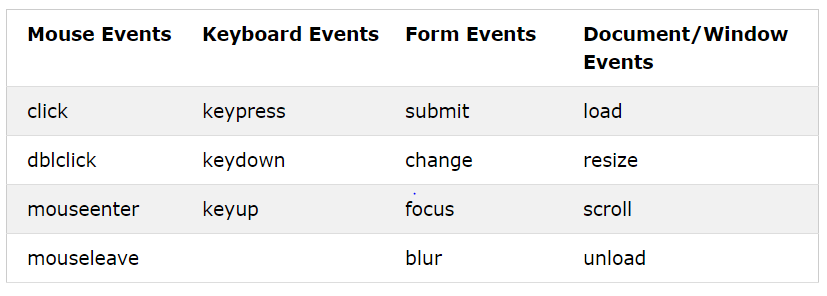 Mouse Events Keyboard Events Form Events Document/Window
Events
click keypress submit load
dblclick keydown change resize
mouseenter keyup focus scroll
mouseleave blur unload